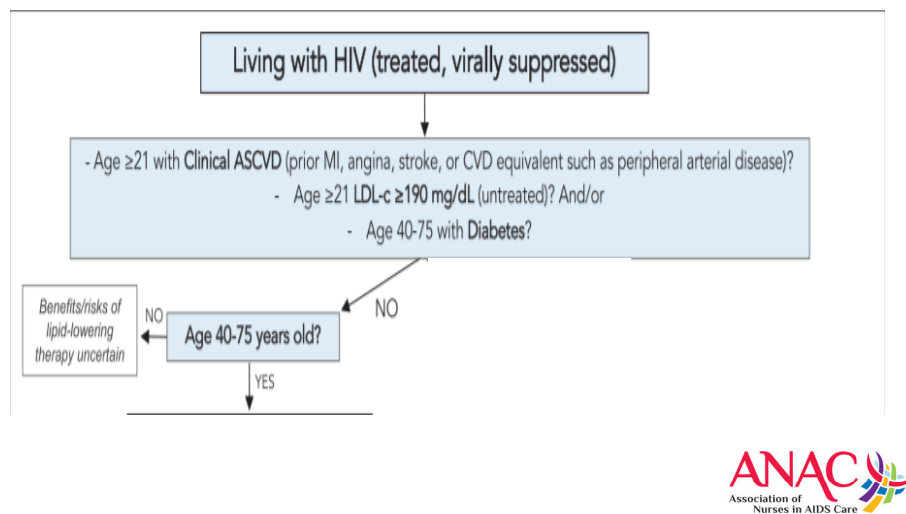 Living with HIV (treated, virally suppressed)
- Age ≥21 with Clinical ASCVD (prior MI, angina, stroke, or CVD equivalent such as peripheral arterial disease)?
- Age ≥21 LDL-c ≥190 mg/dL (untreated)? And/or
- Age 40-75 with Diabetes?
NO
Benefits/risks of
lipid-lowering
therapy uncertain
NO
Age 40-75 years old?
YES
ANAC
Association of
Nurses in AIDS Care